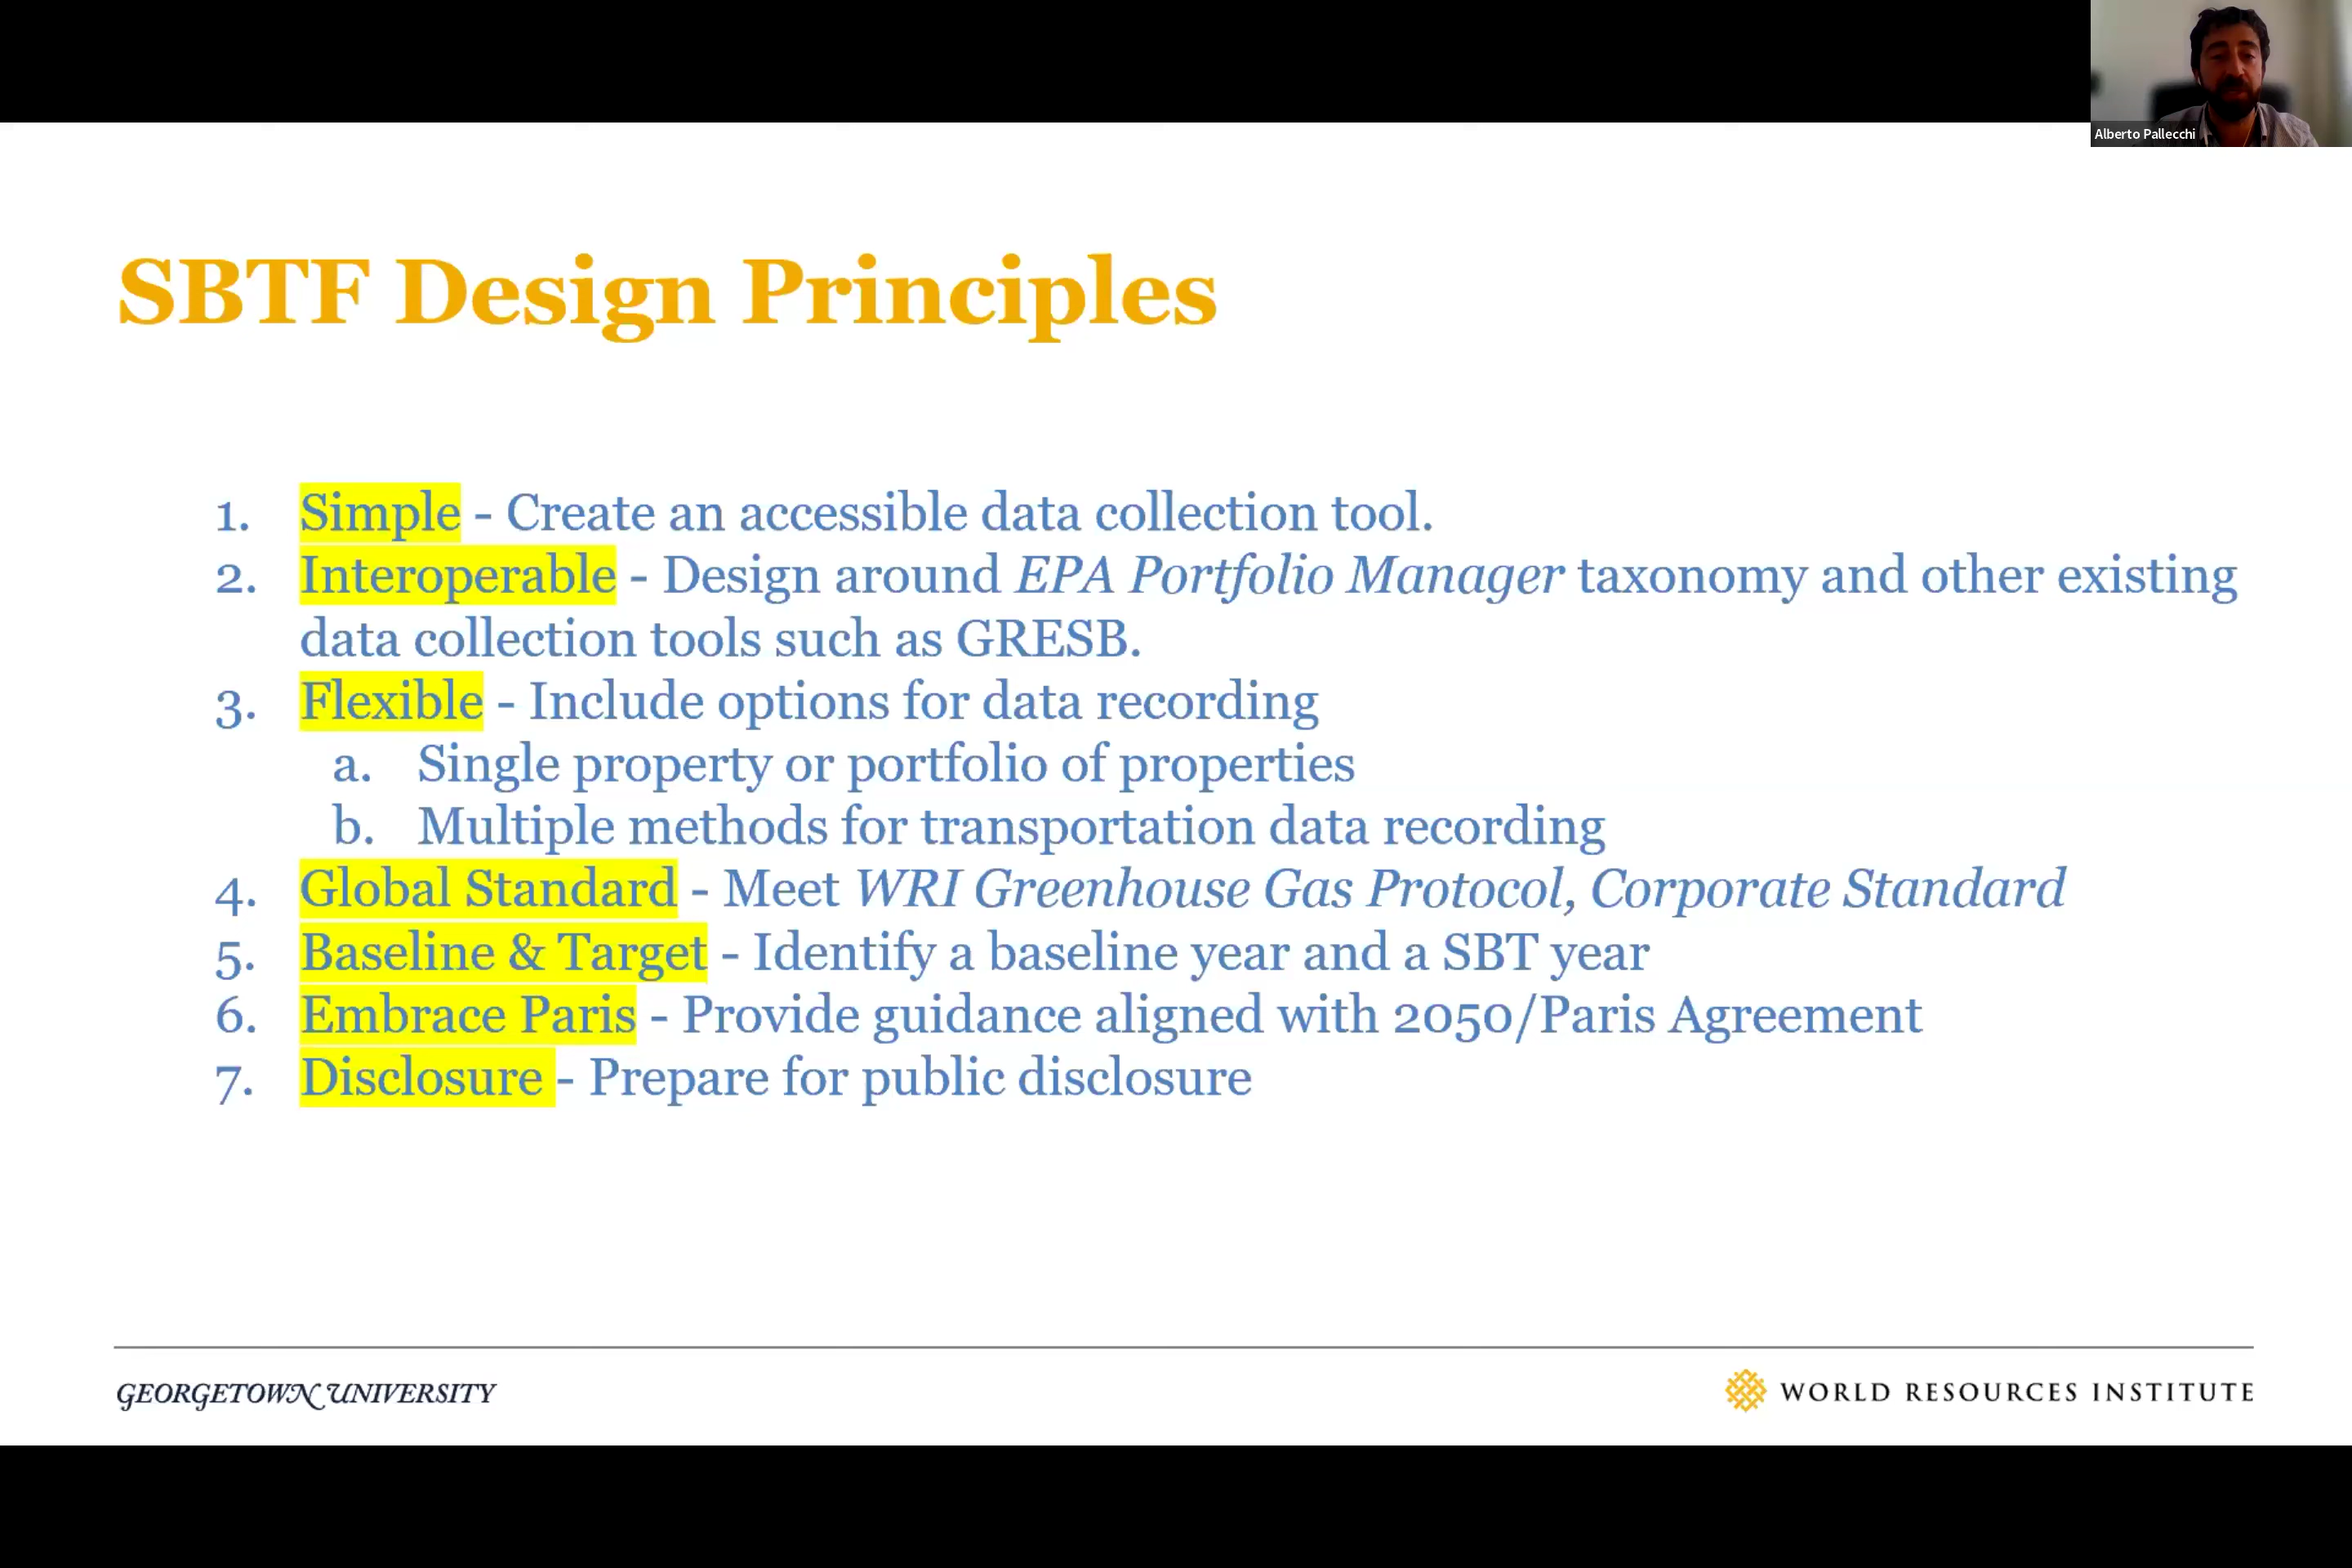 Alberto Pallecchi
SBTF Design Principles
1. Simple - Create an accessible data collection tool.
2. Interoperable - Design around EPA Portfolio Manager taxonomy and other existing
data collection tools such as GRESB.
3. Flexible - Include options for data recording
a. Single property or portfolio of properties
b. Multiple methods for transportation data recording
4. Global Standard - Meet WRI Greenhouse Gas Protocol, Corporate Standard
5. Baseline & Target - Identify a baseline year and a SBT year
6. Embrace Paris - Provide guidance aligned with 2050/Paris Agreement
7. Disclosure - Prepare for public disclosure
GEORGETOWN UNIVERSITY
WORLD RESOURCES INSTITUTE